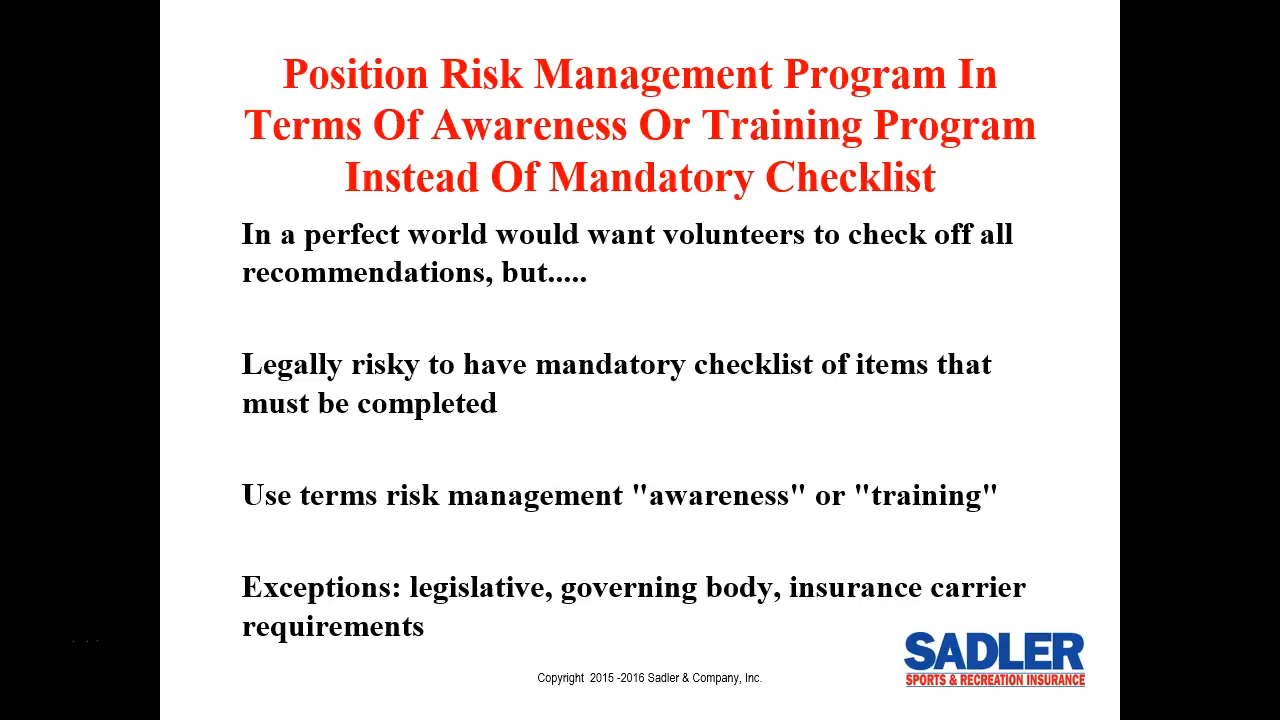 Position Risk Management Program In
Terms Of Awareness Or Training Program
Instead Of Mandatory Checklist
In a perfect world would want volunteers to check off all
recommendations, but.....
Legally risky to have mandatory checklist of items that
must be completed
Use terms risk management "awareness" or "training"
Exceptions: legislative, governing body, insurance carrier
requirements
SADLER
SPORTS & RECREATION INSURANCE
Copyright 2015 -2016 Sadler & Company, Inc.